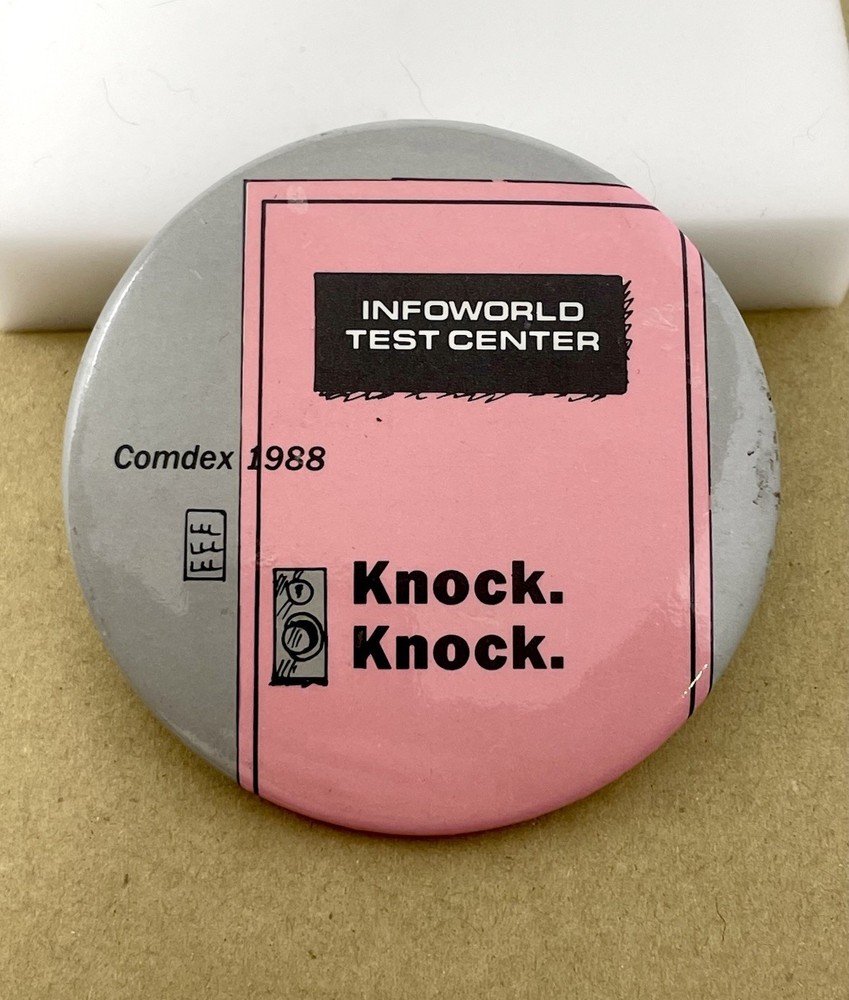 INFOWORLD
TEST CENTER
Comdex 1988
Knock.
Knock.